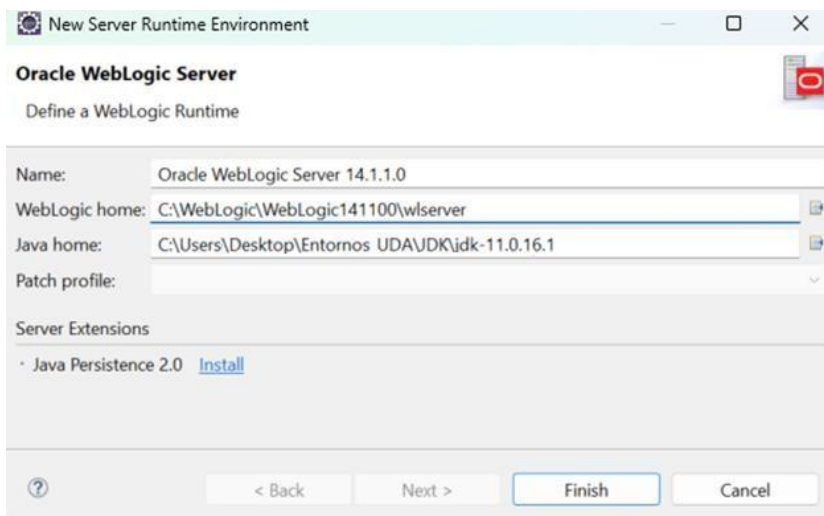 New Server Runtime Environment
Oracle WebLogic Server
Define a WebLogic Runtime
Name: Oracle WebLogic Server 14.1.1.0
WebLogic home: C:\WebLogic\WebLogic141100\wlserver
Java home: C:\Users\Desktop\Entornos UDA\JDK\jdk-11.0.16.1
Patch profile:
Server Extensions
· Java Persistence 2.0 Install
? < Back Next > Finish Cancel